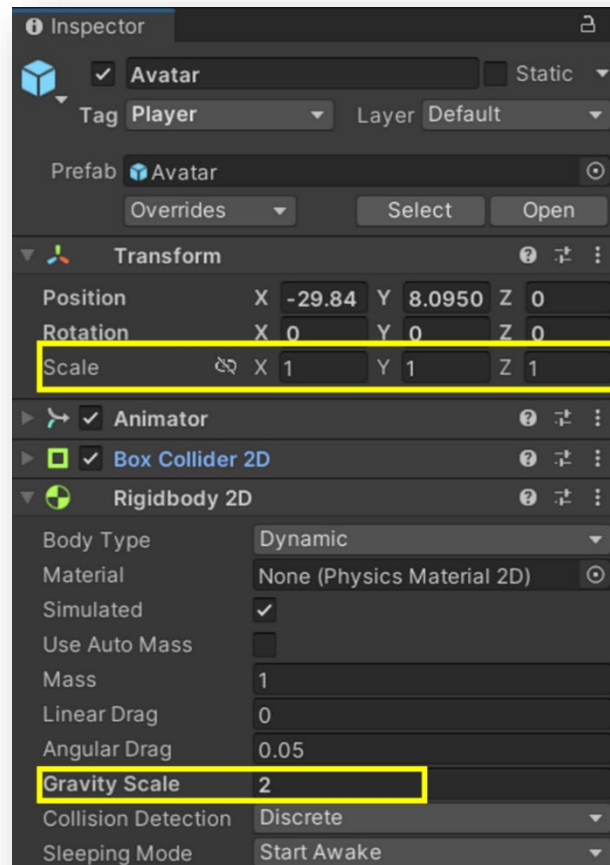 Inspector
Avatar Static
Tag Player Layer Default
Prefab Avatar
Overrides Select Open
Transform
Position X -29.84 Y 8.0950 Z 0
Rotation X 0 Y 0 Z 0
Scale X 1 Y 1 Z 1
Animator
Box Collider 2D
Rigidbody 2D
Body Type Dynamic
Material None (Physics Material 2D)
Simulated
Use Auto Mass
Mass 1
Linear Drag 0
Angular Drag 0.05
Gravity Scale 2
Collision Detection Discrete
Sleeping Mode Start Awake